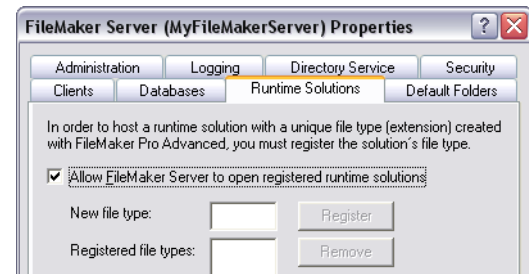 FileMaker Server (MyFileMakerServer) Properties
Administration Logging Directory Service Security
Clients Databases Runtime Solutions Default Folders
In order to host a runtime solution with a unique file type (extension) created
with FileMaker Pro Advanced, you must register the solution's file type.
Allow FileMaker Server to open registered runtime solutions
New file type: Register
Registered file types: Remove